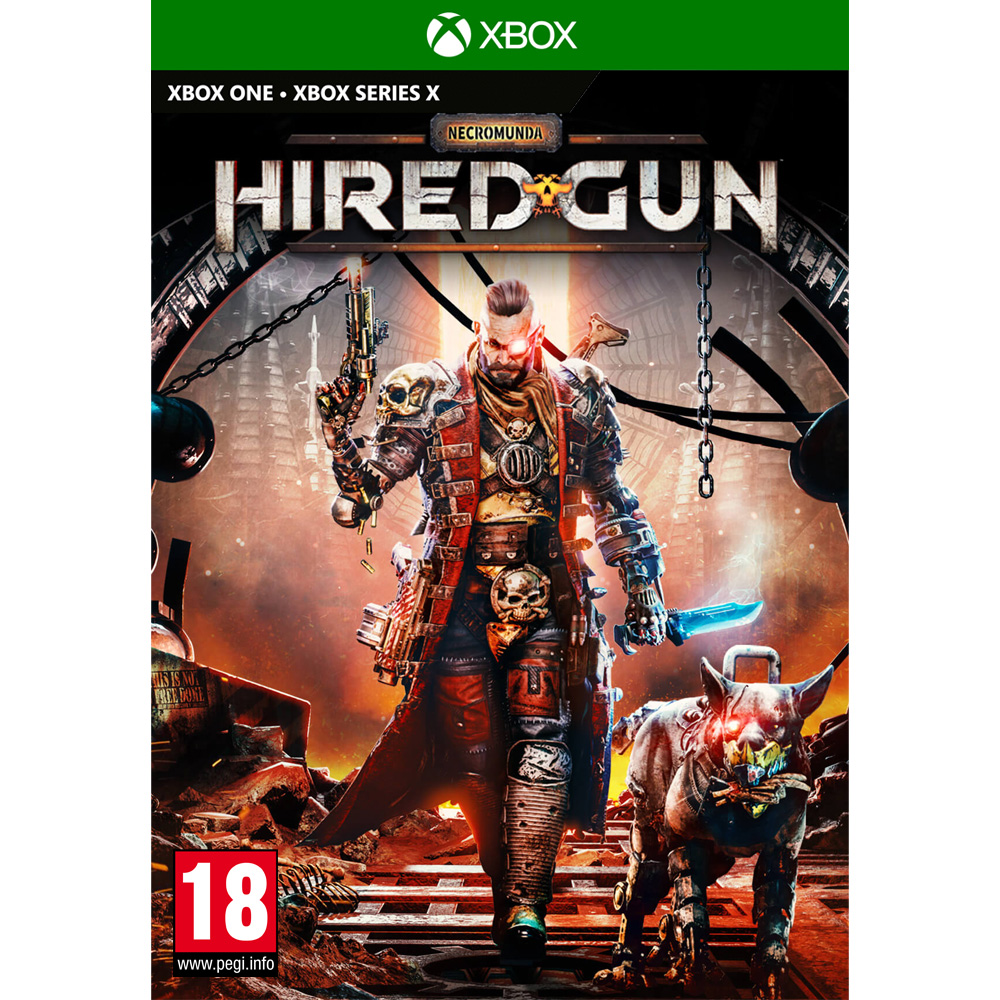 XBOX
XBOX ONE • XBOX SERIES X
NECROMUNDA
HIRED GUN
18
www.pegi.info